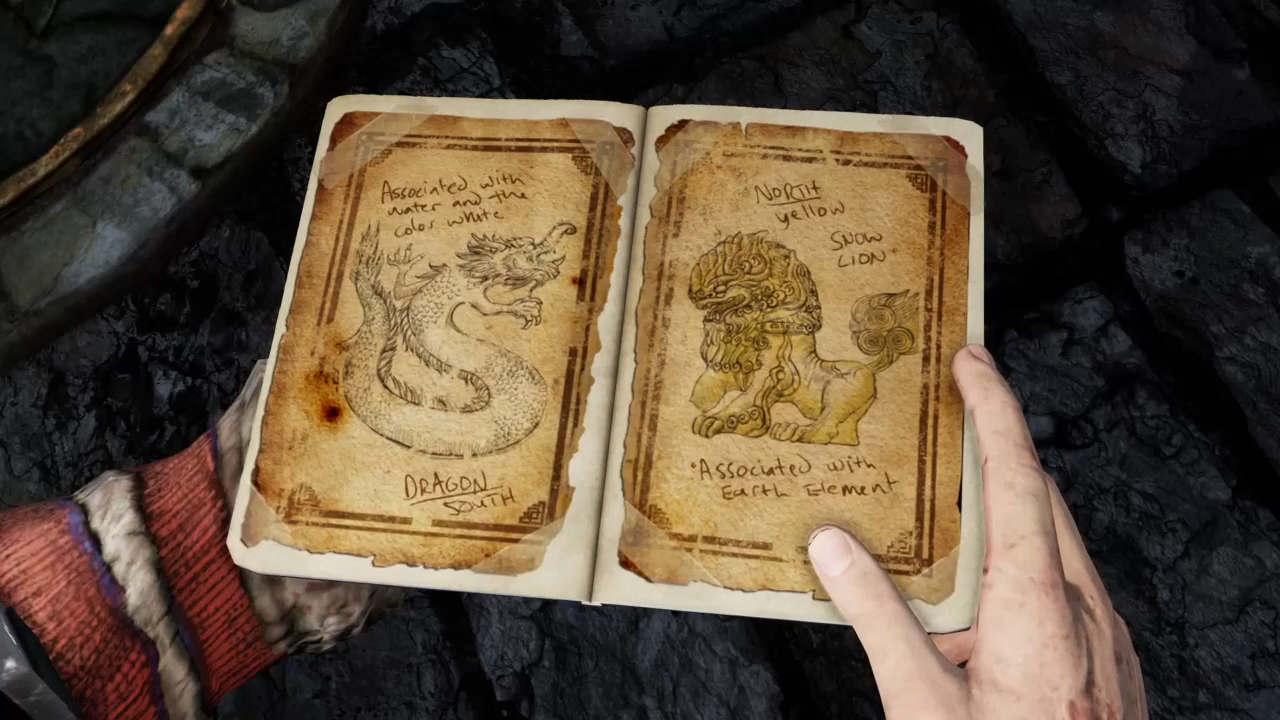 Associated with
water and the
color white
DRAGON
SOUTH
NORTH
yellow
SNOW
LION
"Associated with
Earth Element